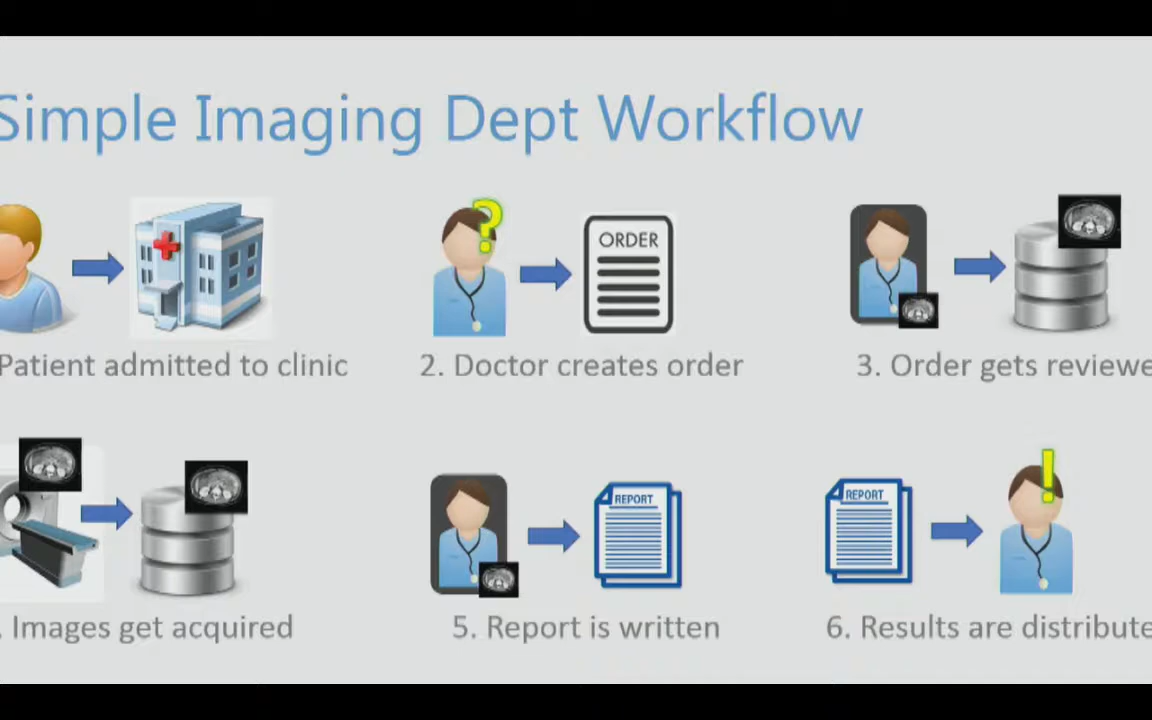 Simple Imaging Dept Workflow
ORDER
Patient admitted to clinic
2. Doctor creates order
3. Order gets reviewe
REPORT
REPORT
. Images get acquired
5. Report is written
6. Results are distribute